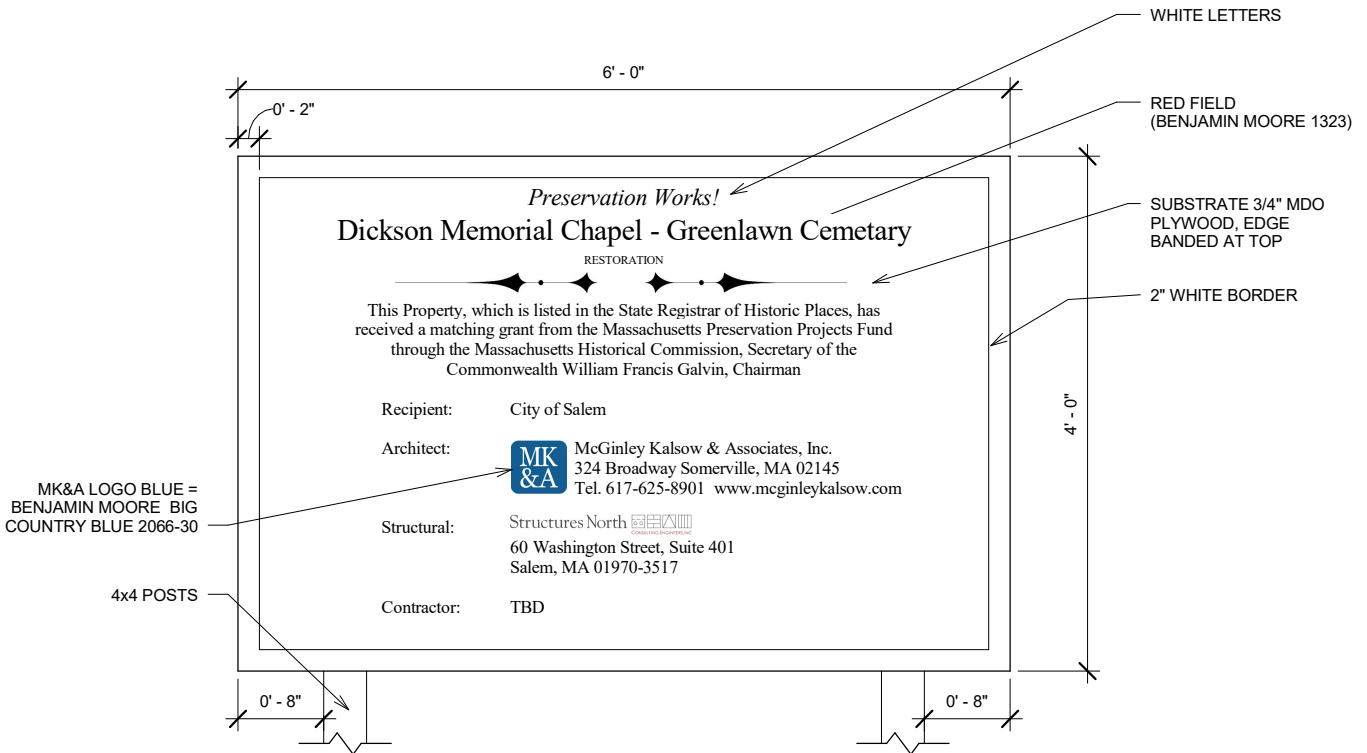 WHITE LETTERS
6' - 0"
0' - 2"
RED FIELD
(BENJAMIN MOORE 1323)
Preservation Works!
Dickson Memorial Chapel - Greenlawn Cemetary
RESTORATION
SUBSTRATE 3/4" MDO
PLYWOOD, EDGE
BANDED AT TOP
2" WHITE BORDER
This Property, which is listed in the State Registrar of Historic Places, has
received a matching grant from the Massachusetts Preservation Projects Fund
through the Massachusetts Historical Commission, Secretary of the
Commonwealth William Francis Galvin, Chairman
4' - 0"
Recipient: City of Salem
Architect:
MK
&A
McGinley Kalsow & Associates, Inc.
324 Broadway Somerville, MA 02145
Tel. 617-625-8901 www.mcginleykalsow.com
MK&A LOGO BLUE =
BENJAMIN MOORE BIG
COUNTRY BLUE 2066-30
Structural: Structures North
CONSULTING ENGINEERS, INC
60 Washington Street, Suite 401
Salem, MA 01970-3517
4x4 POSTS
Contractor: TBD
0' - 8"
0' - 8"